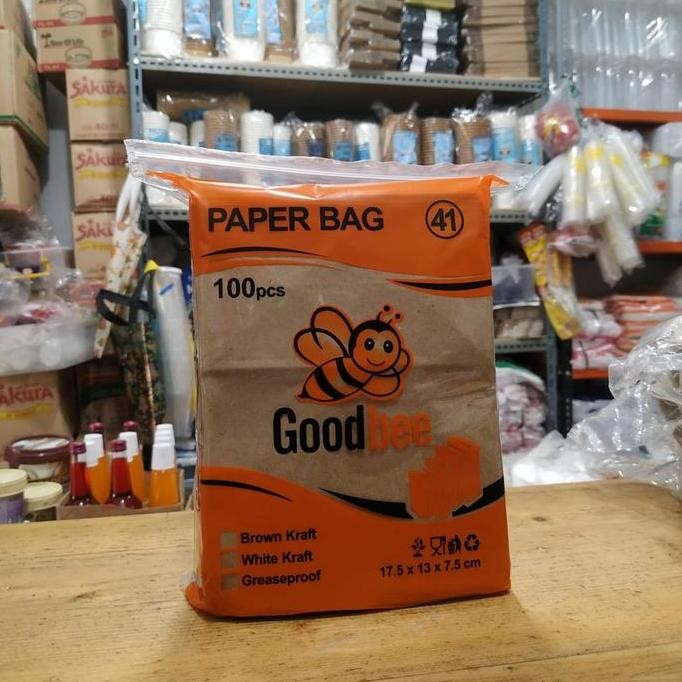 PAPER BAG
41
100pcs
Goodbee
Brown Kraft
White Kraft
Greaseproof
17.5 x 13 x 7.5 cm
SAKURA
SAKURA
SAKURA
SAKURA